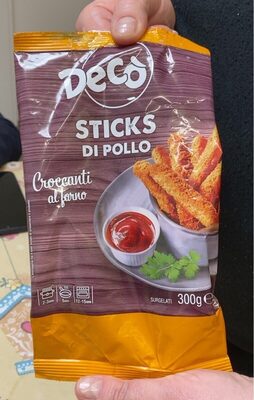 Decò
STICKS
DI POLLO
Croccanti
al forno
SURGELATI 300g e